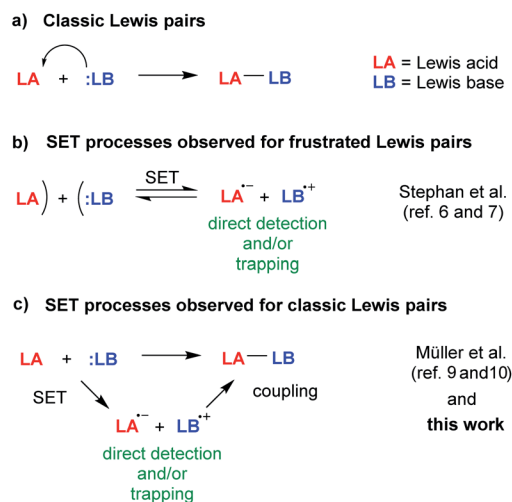 a) Classic Lewis pairs
LA + :LB LA—LB
LA = Lewis acid
LB = Lewis base
b) SET processes observed for frustrated Lewis pairs
SET
LA) + (:LB LA•− + LB•+
direct detection
and/or
trapping
Stephan et al.
(ref. 6 and 7)
c) SET processes observed for classic Lewis pairs
LA + :LB LA—LB
SET
coupling
LA•− + LB•+
direct detection
and/or
trapping
Müller et al.
(ref. 9 and10)
and
this work